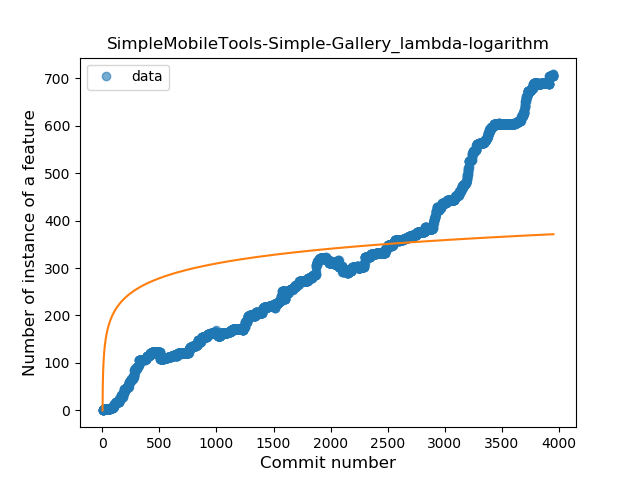 SimpleMobileTools-Simple-Gallery_lambda-logarithm
data
700
600
500
400
300
200
100
0
Number of instance of a feature
0 500 1000 1500 2000 2500 3000 3500 4000
Commit number